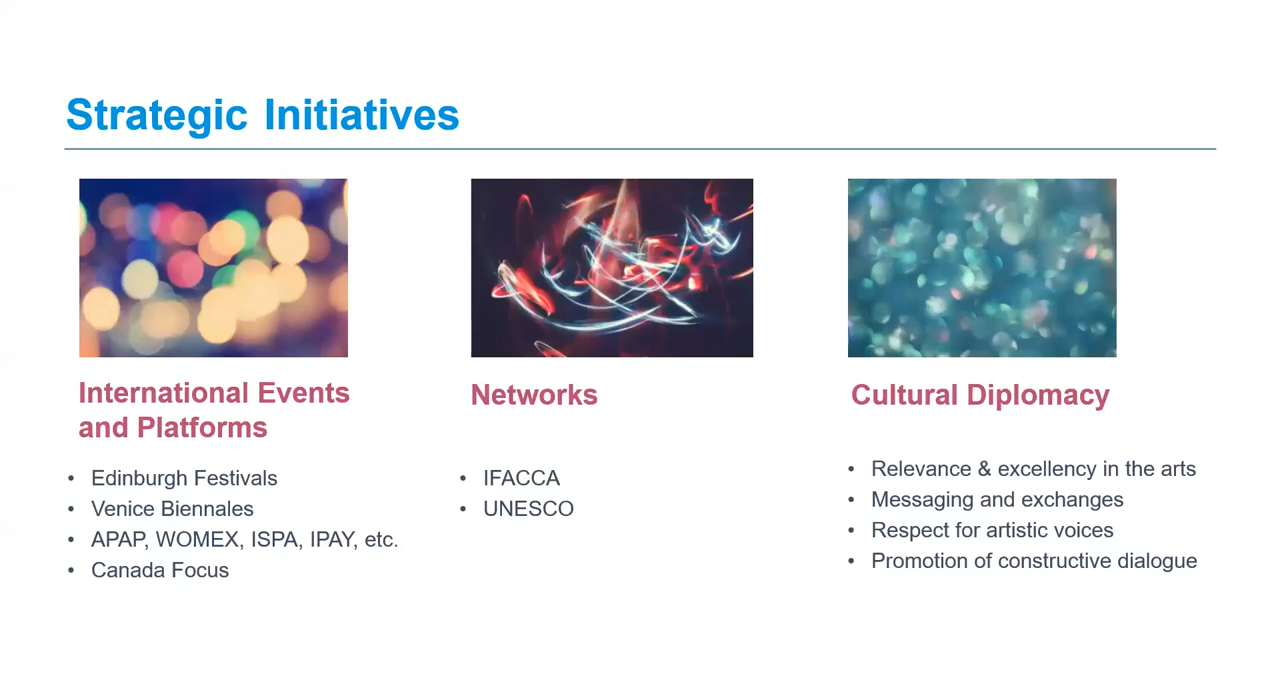 Strategic Initiatives
International Events
and Platforms
• Edinburgh Festivals
• Venice Biennales
• APAP, WOMEX, ISPA, IPAY, etc.
• Canada Focus
Networks
• IFACCA
• UNESCO
Cultural Diplomacy
• Relevance & excellency in the arts
• Messaging and exchanges
• Respect for artistic voices
• Promotion of constructive dialogue